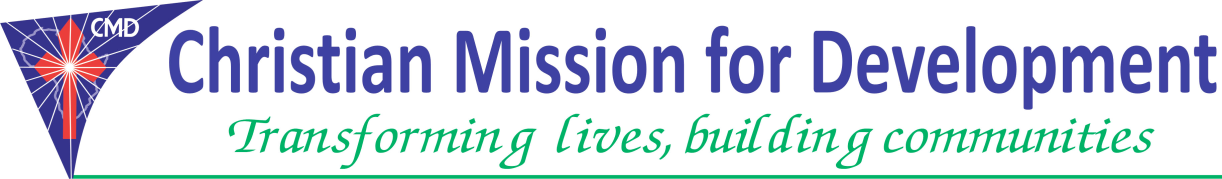 CMD
Christian Mission for Development
Transforming lives, building communities